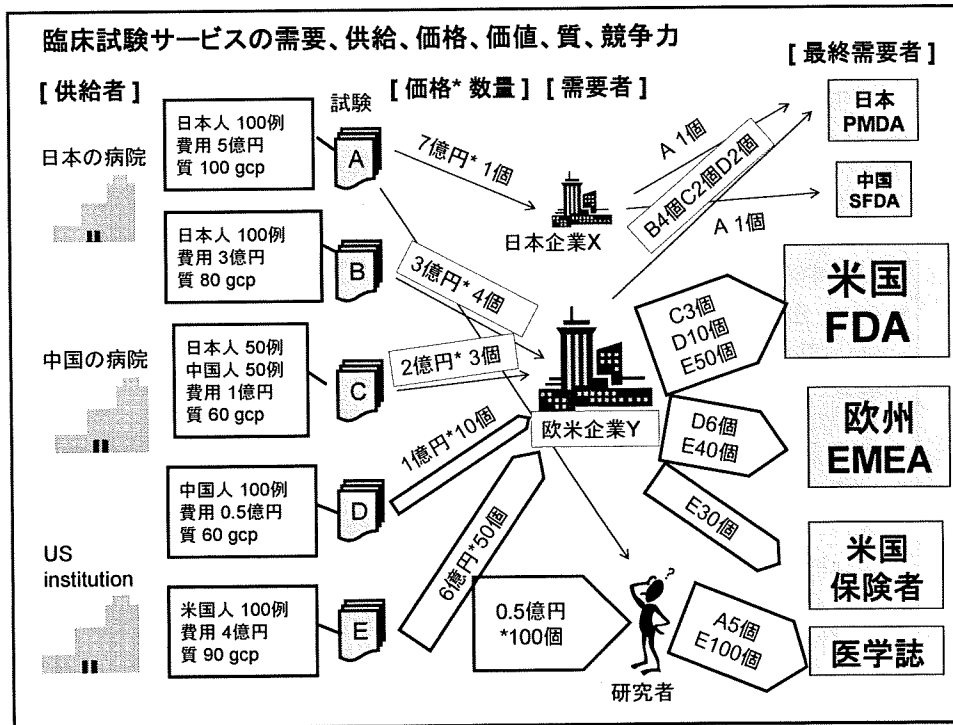 臨床試験サービスの需要、供給、価格、価値、質、競争力
[ 供給者 ]
試験
[ 価格* 数量 ]
[ 需要者 ]
[ 最終需要者 ]
日本の病院
日本人 100例
費用 5億円
質 100 gcp
A
7億円* 1個
日本企業X
A 1個
B4個C2個D2個
A 1個
日本
PMDA
中国
SFDA
日本人 100例
費用 3億円
質 80 gcp
B
3億円* 4個
中国の病院
日本人 50例
中国人 50例
費用 1億円
質 60 gcp
C
2億円* 3個
欧米企業Y
C3個
D10個
E50個
米国
FDA
D6個
E40個
欧州
EMEA
中国人 100例
費用 0.5億円
質 60 gcp
D
1億円*10個
E30個
米国
保険者
US
institution
米国人 100例
費用 4億円
質 90 gcp
E
6億円*50個
0.5億円
*100個
?
研究者
A5個
E100個
医学誌